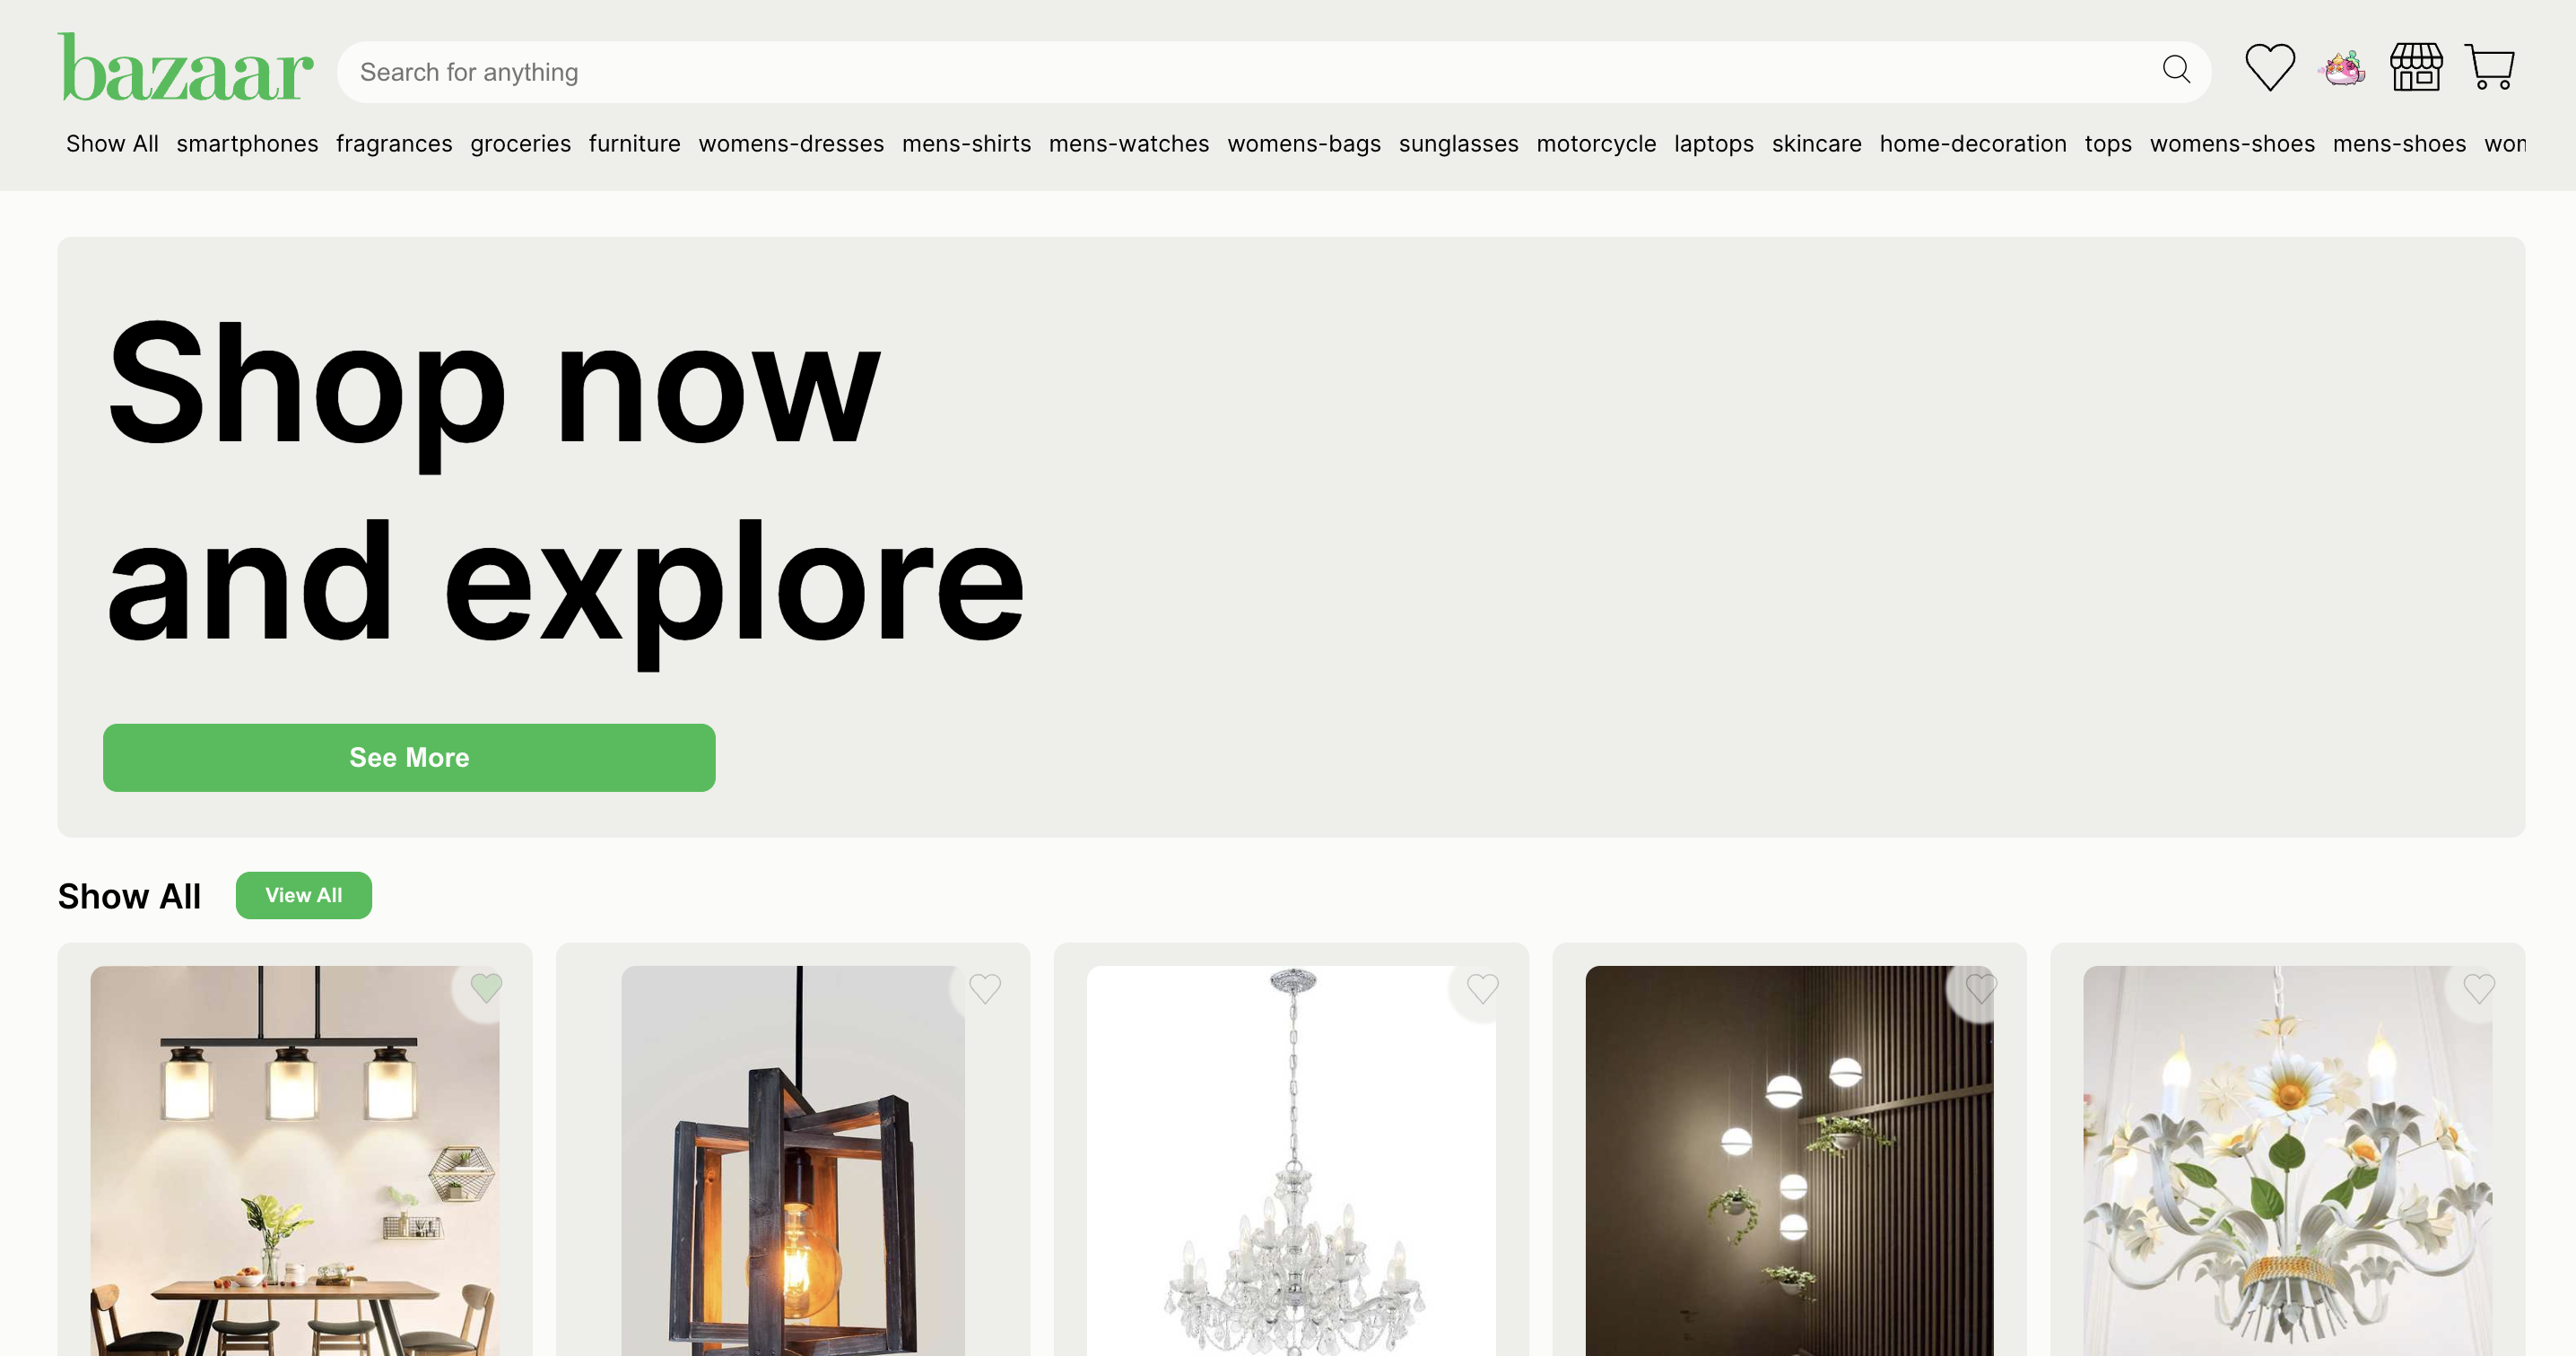 bazaar
Search for anything
Show All smartphones fragrances groceries furniture womens-dresses mens-shirts mens-watches womens-bags sunglasses motorcycle laptops skincare home-decoration tops womens-shoes mens-shoes
Shop now
and explore
See More
Show All
View All